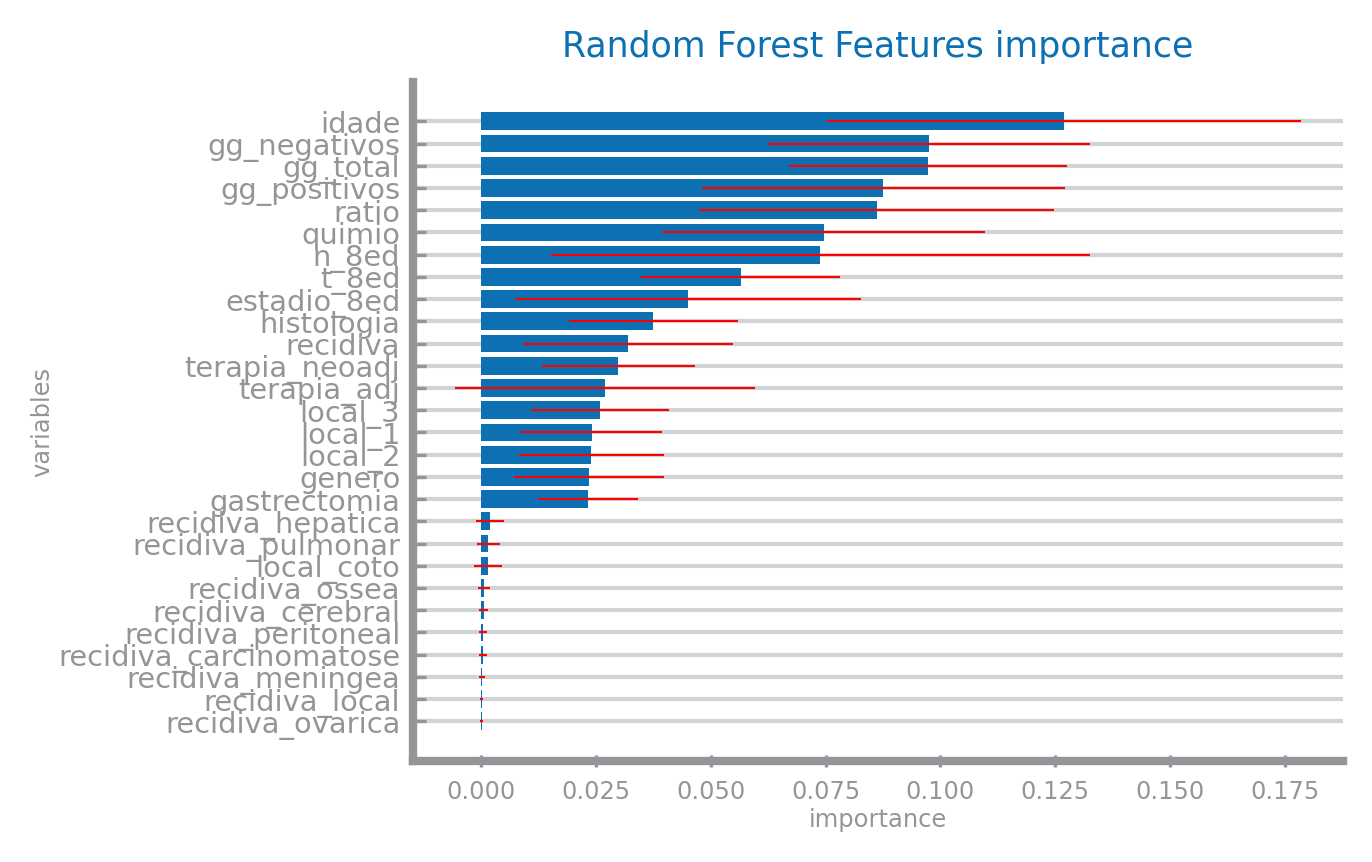 Random Forest Features importance
idade
gg_negativos
gg_total
gg_positivos
ratio
quimio
h_8ed
t_8ed
estadio_8ed
histologia
recidiva
terapia_neoadj
terapia_adj
local_3
local_1
local_2
genero
gastrectomia
recidiva_hepatica
recidiva_pulmonar
local_coto
recidiva_ossea
recidiva_cerebral
recidiva_peritoneal
recidiva_carcinomatose
recidiva_meningea
recidiva_local
recidiva_ovarica
variables
0.000 0.025 0.050 0.075 0.100 0.125 0.150 0.175
importance